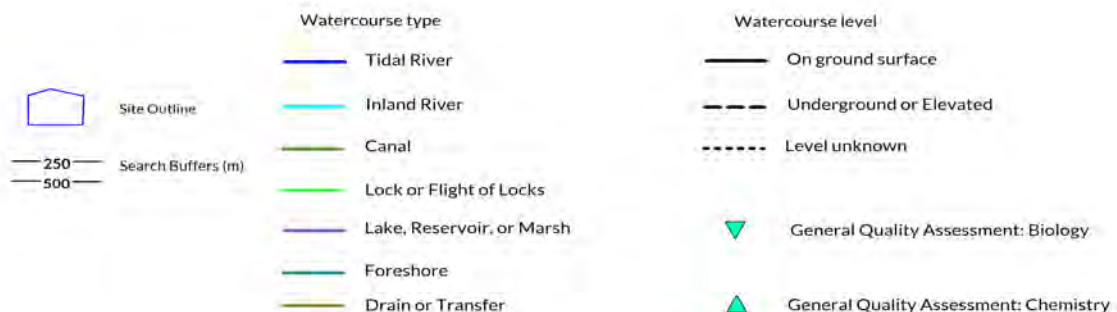 Watercourse type
Watercourse level
Tidal River
On ground surface
Site Outline
Inland River
Underground or Elevated
Canal
Level unknown
250
Search Buffers (m)
500
Lock or Flight of Locks
Lake, Reservoir, or Marsh
General Quality Assessment: Biology
Foreshore
Drain or Transfer
General Quality Assessment: Chemistry